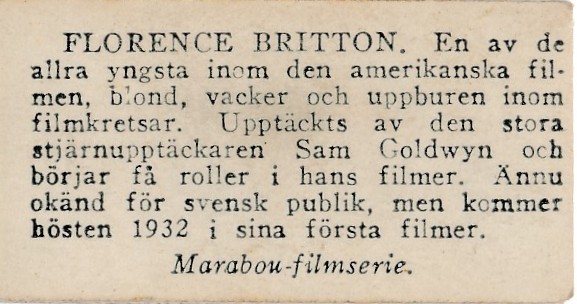 FLORENCE BRITTON. En av de
allra yngsta inom den amerikanska fil-
men, blond, vacker och uppburen inom
filmkretsar. Upptäckts av den stora
stjärnupptäckaren Sam Goldwyn och
börjar få roller i hans filmer. Ännu
okänd för svensk publik, men kommer
hösten 1932 i sina första filmer.
Marabou-filmserie.